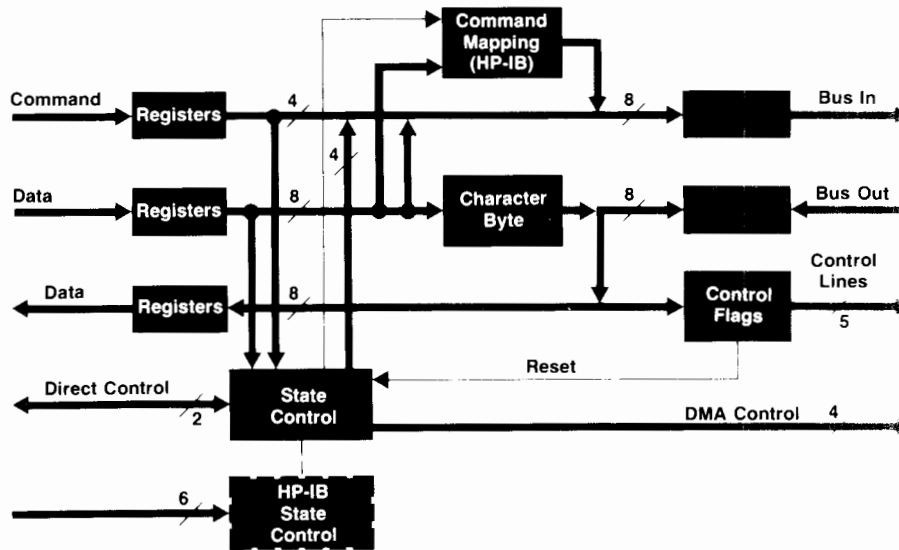 Command
Mapping
(HP-IB)
Command
Registers
4
8
Bus In
4
Data
Registers
8
Character
Byte
8
Bus Out
Data
Registers
8
Control
Flags
Control
Lines
5
Reset
Direct Control
2
State
Control
DMA Control
4
6
HP-IB
State
Control